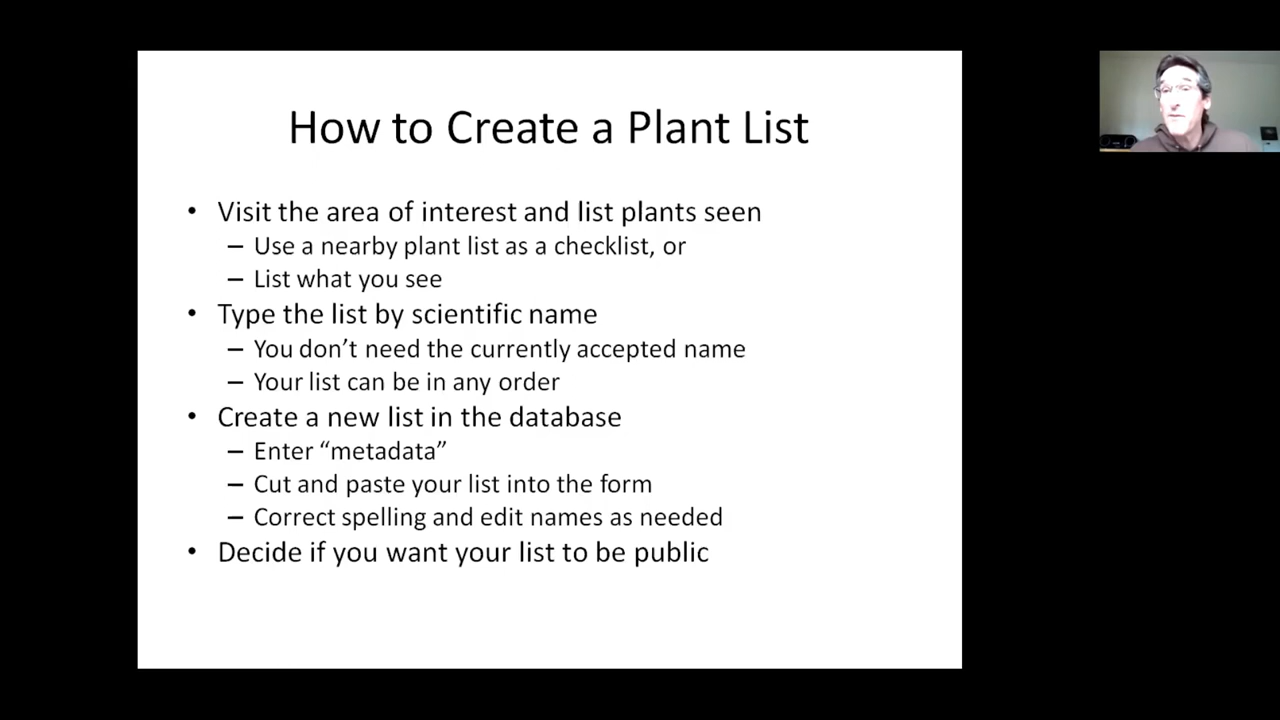 How to Create a Plant List
• Visit the area of interest and list plants seen
– Use a nearby plant list as a checklist, or
– List what you see
• Type the list by scientific name
– You don’t need the currently accepted name
– Your list can be in any order
• Create a new list in the database
– Enter “metadata”
– Cut and paste your list into the form
– Correct spelling and edit names as needed
• Decide if you want your list to be public